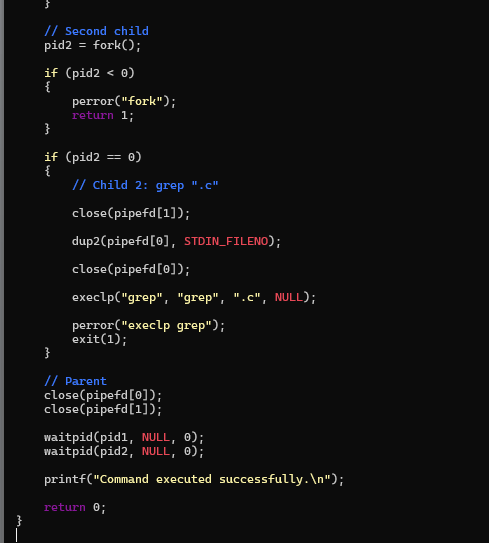 }
// Second child
pid2 = fork();
if (pid2 < 0)
{
perror("fork");
return 1;
}
if (pid2 == 0)
{
// Child 2: grep ".c"
close(pipefd[1]);
dup2(pipefd[0], STDIN_FILENO);
close(pipefd[0]);
execlp("grep", "grep", ".c", NULL);
perror("execlp grep");
exit(1);
}
// Parent
close(pipefd[0]);
close(pipefd[1]);
waitpid(pid1, NULL, 0);
waitpid(pid2, NULL, 0);
printf("Command executed successfully.\n");
return 0;
}